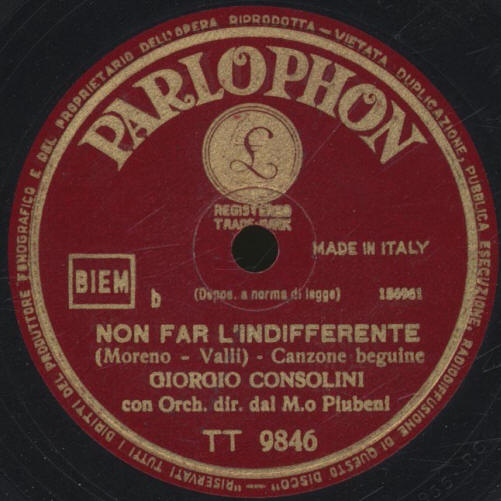 "RISERVATI TUTTI I DIRITTI DEL PRODUTTORE FONOGRAFICO E DEL PROPRIETARIO DELL'OPERA RIPRODOTTA - VIETATA DUPLICAZIONE, PUBBLICA ESECUZIONE, RADIODIFFUSIONE DI QUESTO DISCO"
PARLOPHON
£
REGISTERED
TRADE-MARK
MADE IN ITALY
BIEM
b
(Depos. a norma di legge)
NON FAR L'INDIFFERENTE
(Moreno - Valli) - Canzone beguine
GIORGIO CONSOLINI
con Orch. dir. dal M.o Piubeni
TT 9846